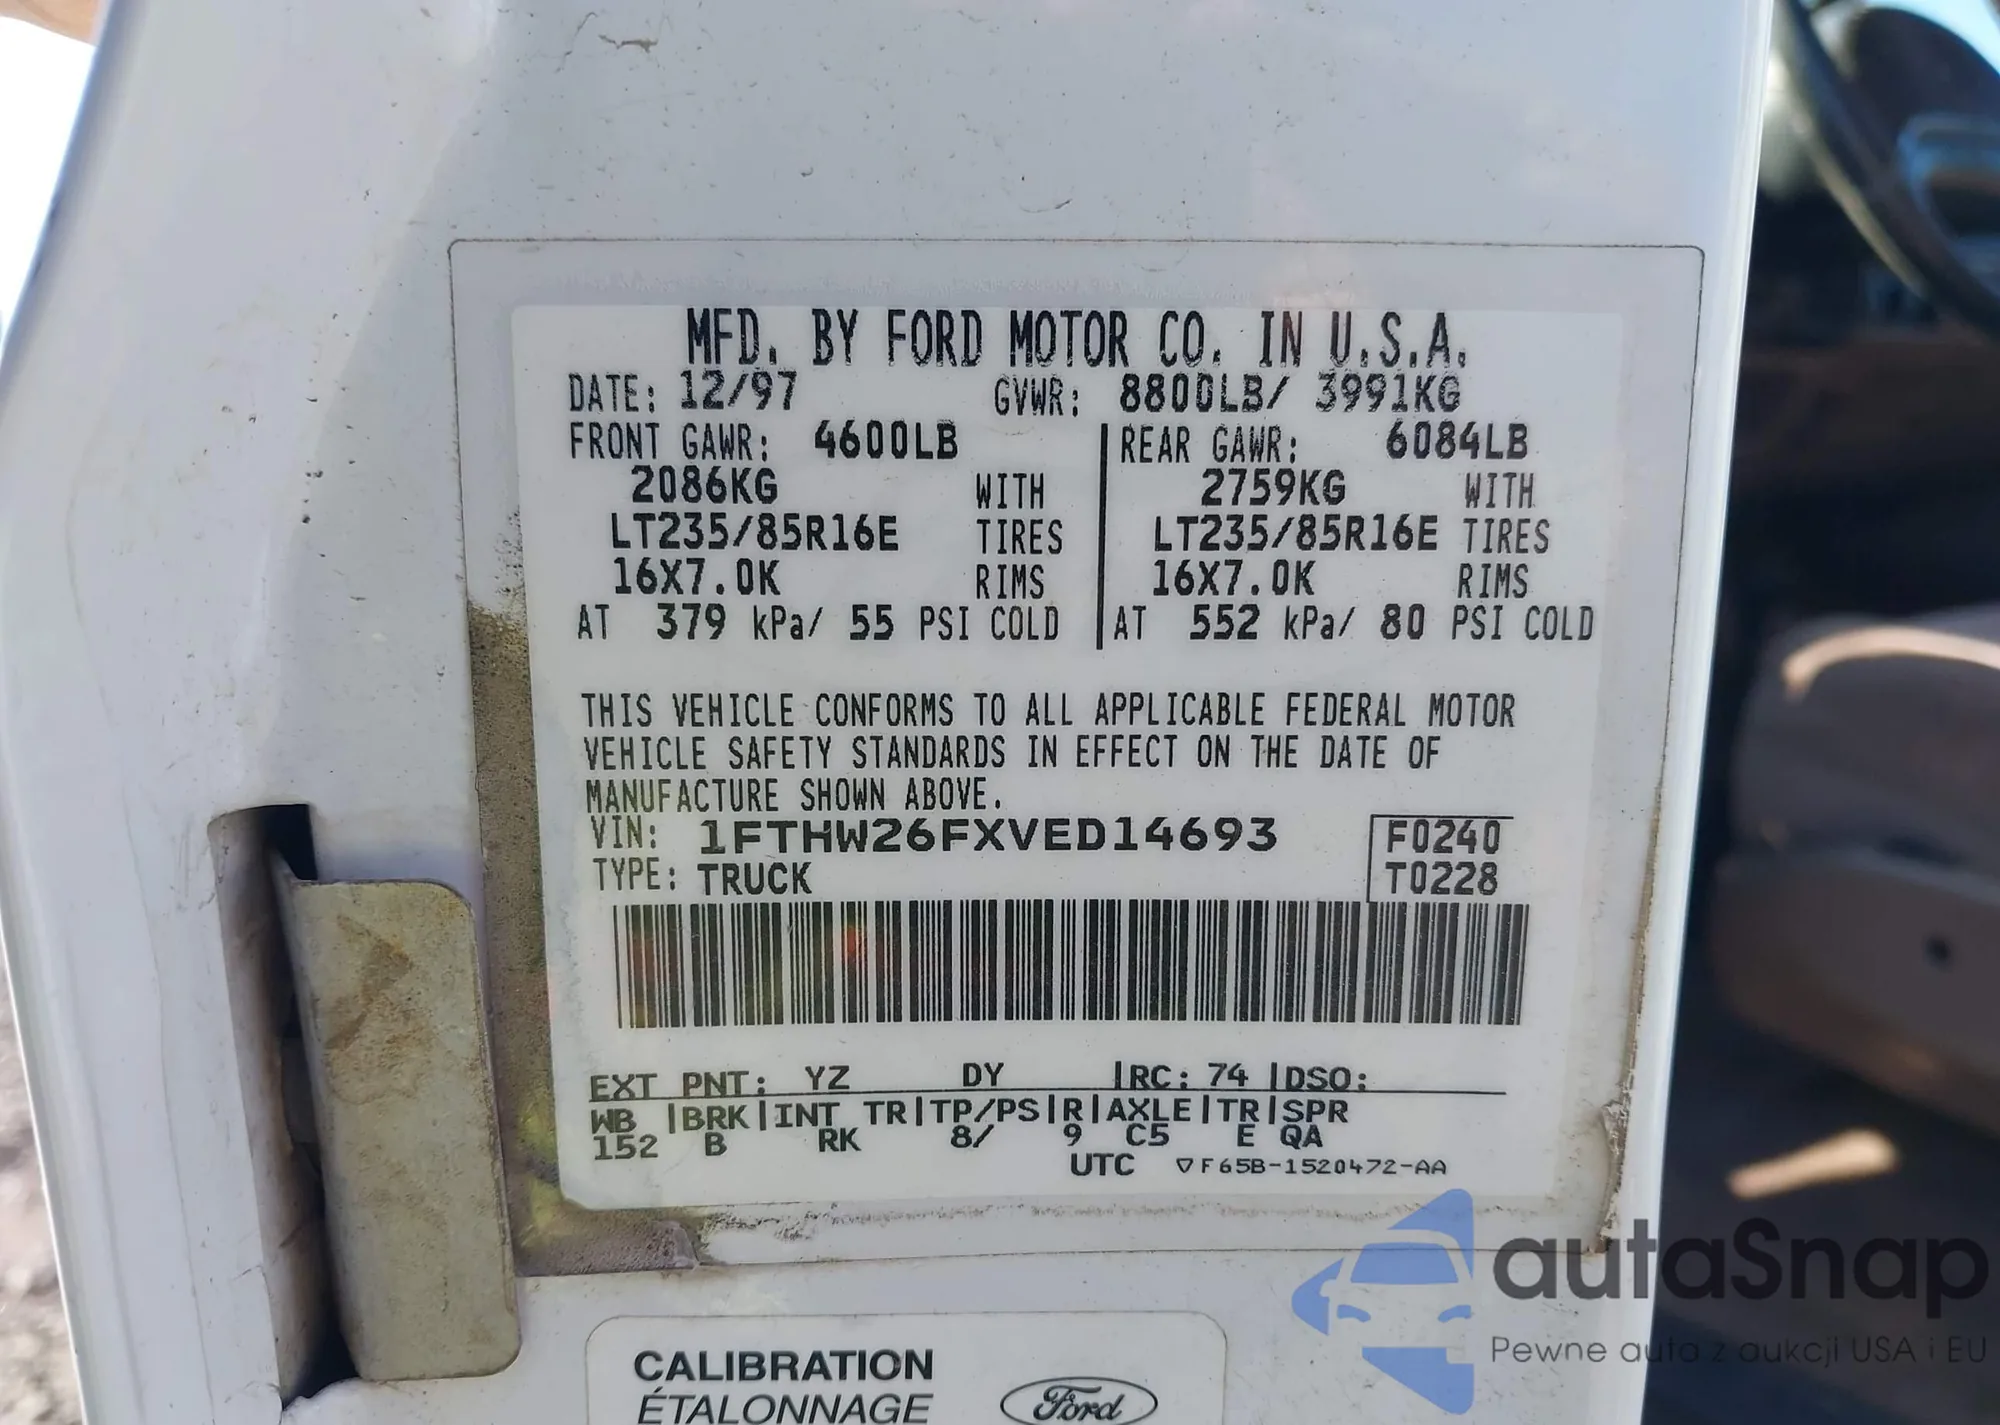 MFD. BY FORD MOTOR CO. IN U.S.A.
DATE: 12/97 GVWR: 8800LB/ 3991KG
FRONT GAWR: 4600LB REAR GAWR: 6084LB
2086KG WITH 2759KG WITH
LT235/85R16E TIRES LT235/85R16E TIRES
16X7.0K RIMS 16X7.0K RIMS
AT 379 kPa/ 55 PSI COLD AT 552 kPa/ 80 PSI COLD
THIS VEHICLE CONFORMS TO ALL APPLICABLE FEDERAL MOTOR
VEHICLE SAFETY STANDARDS IN EFFECT ON THE DATE OF
MANUFACTURE SHOWN ABOVE.
VIN: 1FTHW26FXVED14693 F0240
TYPE: TRUCK T0228
EXT PNT: YZ DY |RC: 74 |DSO:
WB |BRK|INT TR|TP/PS|R|AXLE|TR|SPR
152 B RK 8/ 9 C5 E QA
UTC ▽F65B-1520472-AA
CALIBRATION
ÉTALONNAGE
Ford
autaSnap
Pewne auta z aukcji USA i EU